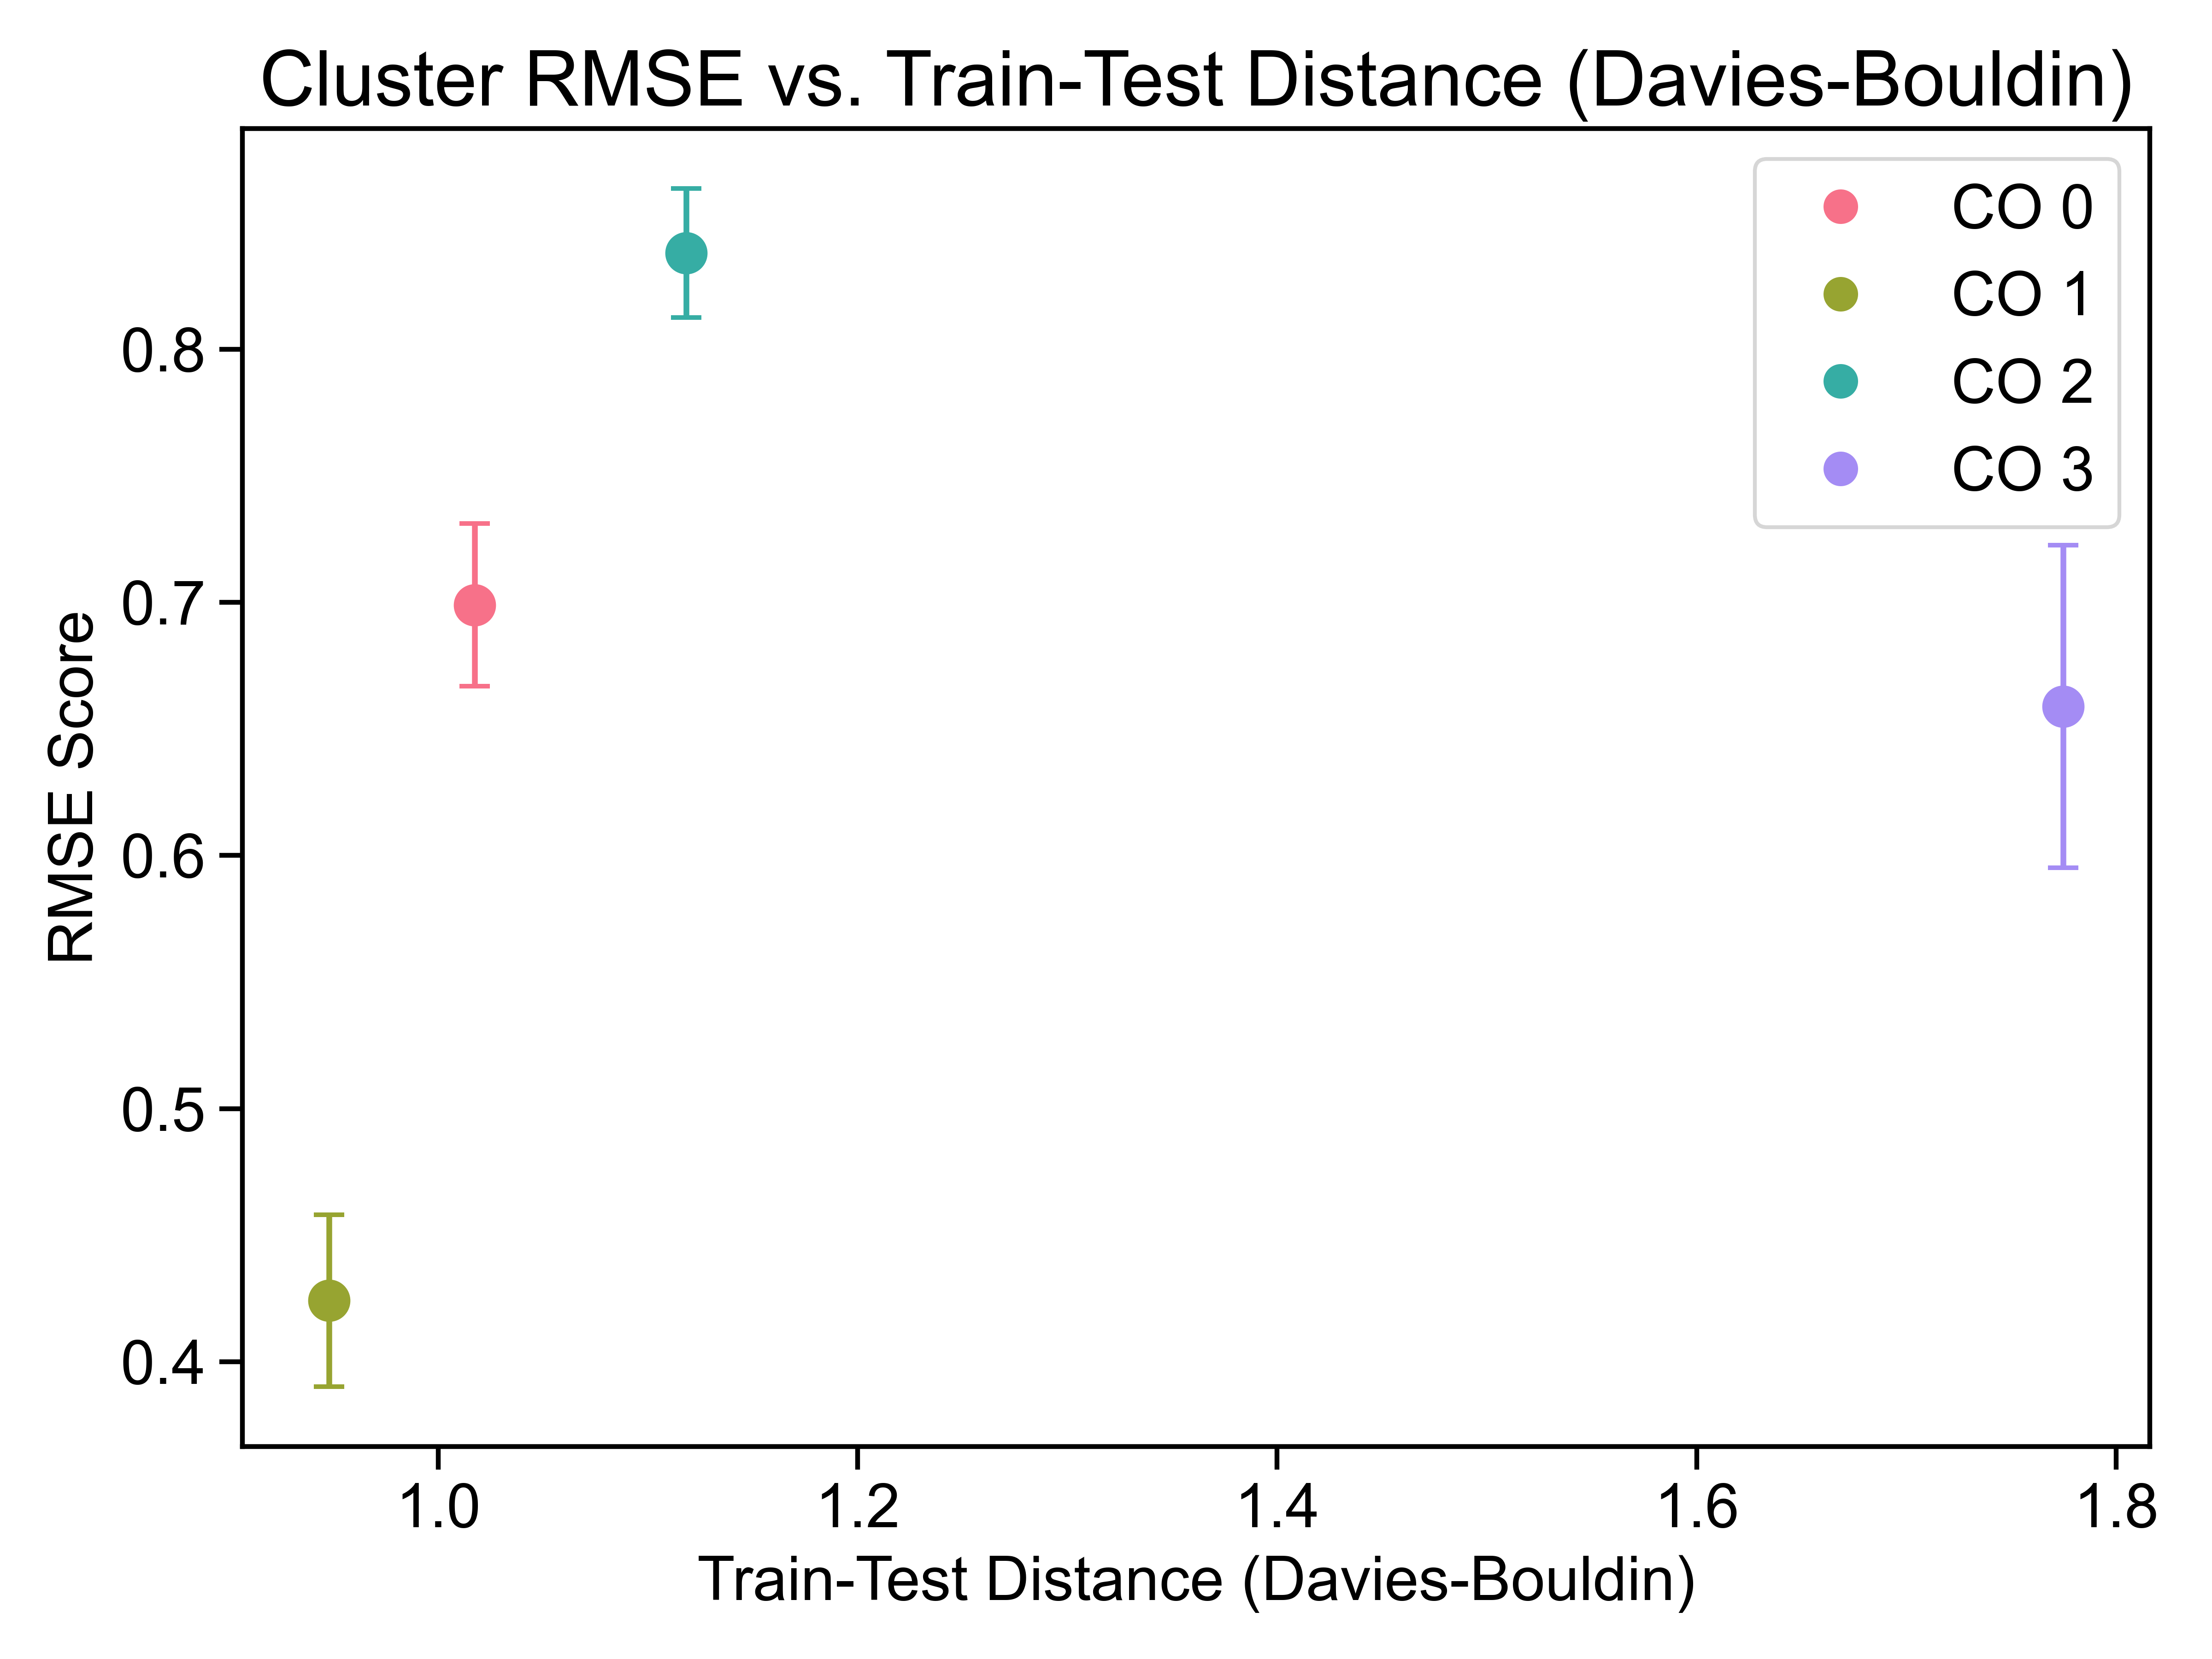 Cluster RMSE vs. Train-Test Distance (Davies-Bouldin)
CO 0
CO 1
CO 2
CO 3
RMSE Score
0.8
0.7
0.6
0.5
0.4
1.0 1.2 1.4 1.6 1.8
Train-Test Distance (Davies-Bouldin)